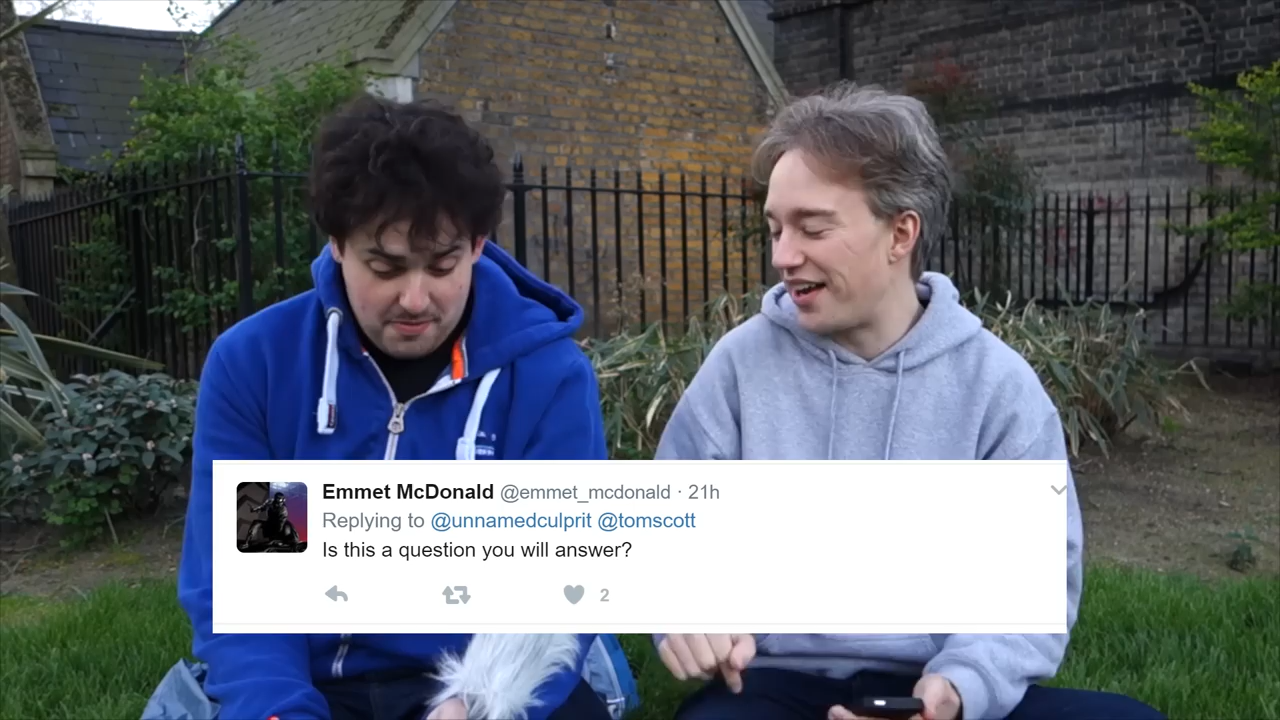 Emmet McDonald @emmet_mcdonald · 21h
Replying to @unnamedculprit @tomscott
Is this a question you will answer?
2